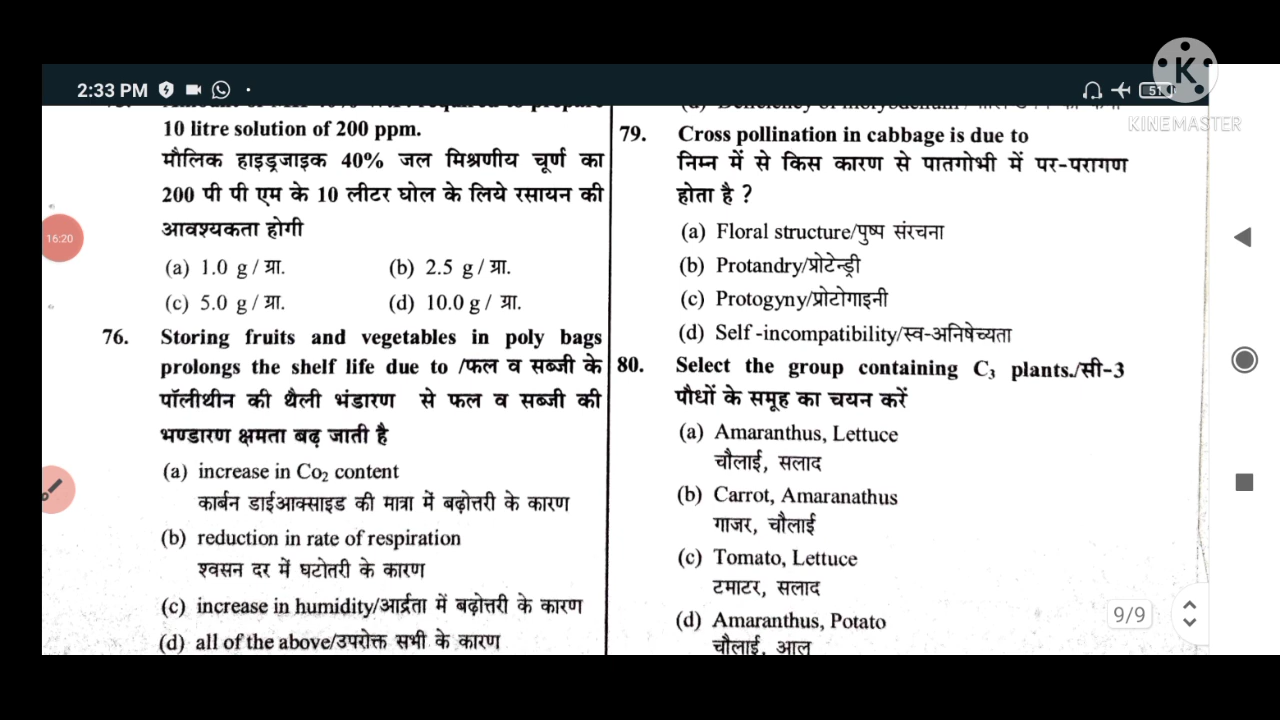 2:33 PM
51
KINEMASTER
16:20
10 litre solution of 200 ppm.
मौलिक हाइड्रजाइक 40% जल मिश्रणीय चूर्ण का
200 पी पी एम के 10 लीटर घोल के लिये रसायन की
आवश्यकता होगी
(a) 1.0 g / ग्रा. (b) 2.5 g / ग्रा.
(c) 5.0 g / ग्रा. (d) 10.0 g / ग्रा.
76. Storing fruits and vegetables in poly bags
prolongs the shelf life due to /फल व सब्जी के
पॉलीथीन की थैली भंडारण से फल व सब्जी की
भण्डारण क्षमता बढ़ जाती है
(a) increase in Co₂ content
कार्बन डाईआक्साइड की मात्रा में बढ़ोत्तरी के कारण
(b) reduction in rate of respiration
श्वसन दर में घटोतरी के कारण
(c) increase in humidity/आर्द्रता में बढ़ोत्तरी के कारण
(d) all of the above/उपरोक्त सभी के कारण
79. Cross pollination in cabbage is due to
निम्न में से किस कारण से पातगोभी में पर-परागण
होता है ?
(a) Floral structure/पुष्प संरचना
(b) Protandry/प्रोटेन्ड्री
(c) Protogyny/प्रोटोगाइनी
(d) Self -incompatibility/स्व-अनिषेच्यता
80. Select the group containing C₃ plants./सी-3
पौधों के समूह का चयन करें
(a) Amaranthus, Lettuce
चौलाई, सलाद
(b) Carrot, Amaranathus
गाजर, चौलाई
(c) Tomato, Lettuce
टमाटर, सलाद
(d) Amaranthus, Potato
चौलाई, आलू
9/9